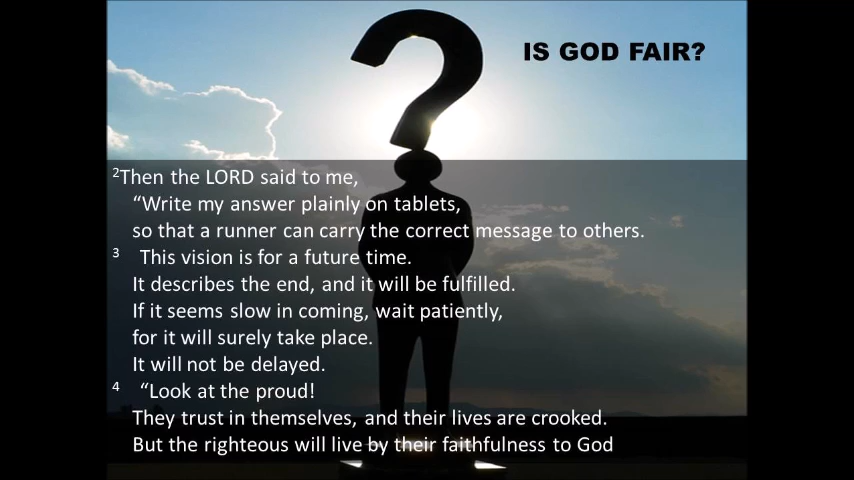 IS GOD FAIR?
²Then the LORD said to me,
“Write my answer plainly on tablets,
so that a runner can carry the correct message to others.
³ This vision is for a future time.
It describes the end, and it will be fulfilled.
If it seems slow in coming, wait patiently,
for it will surely take place.
It will not be delayed.
⁴ “Look at the proud!
They trust in themselves, and their lives are crooked.
But the righteous will live by their faithfulness to God